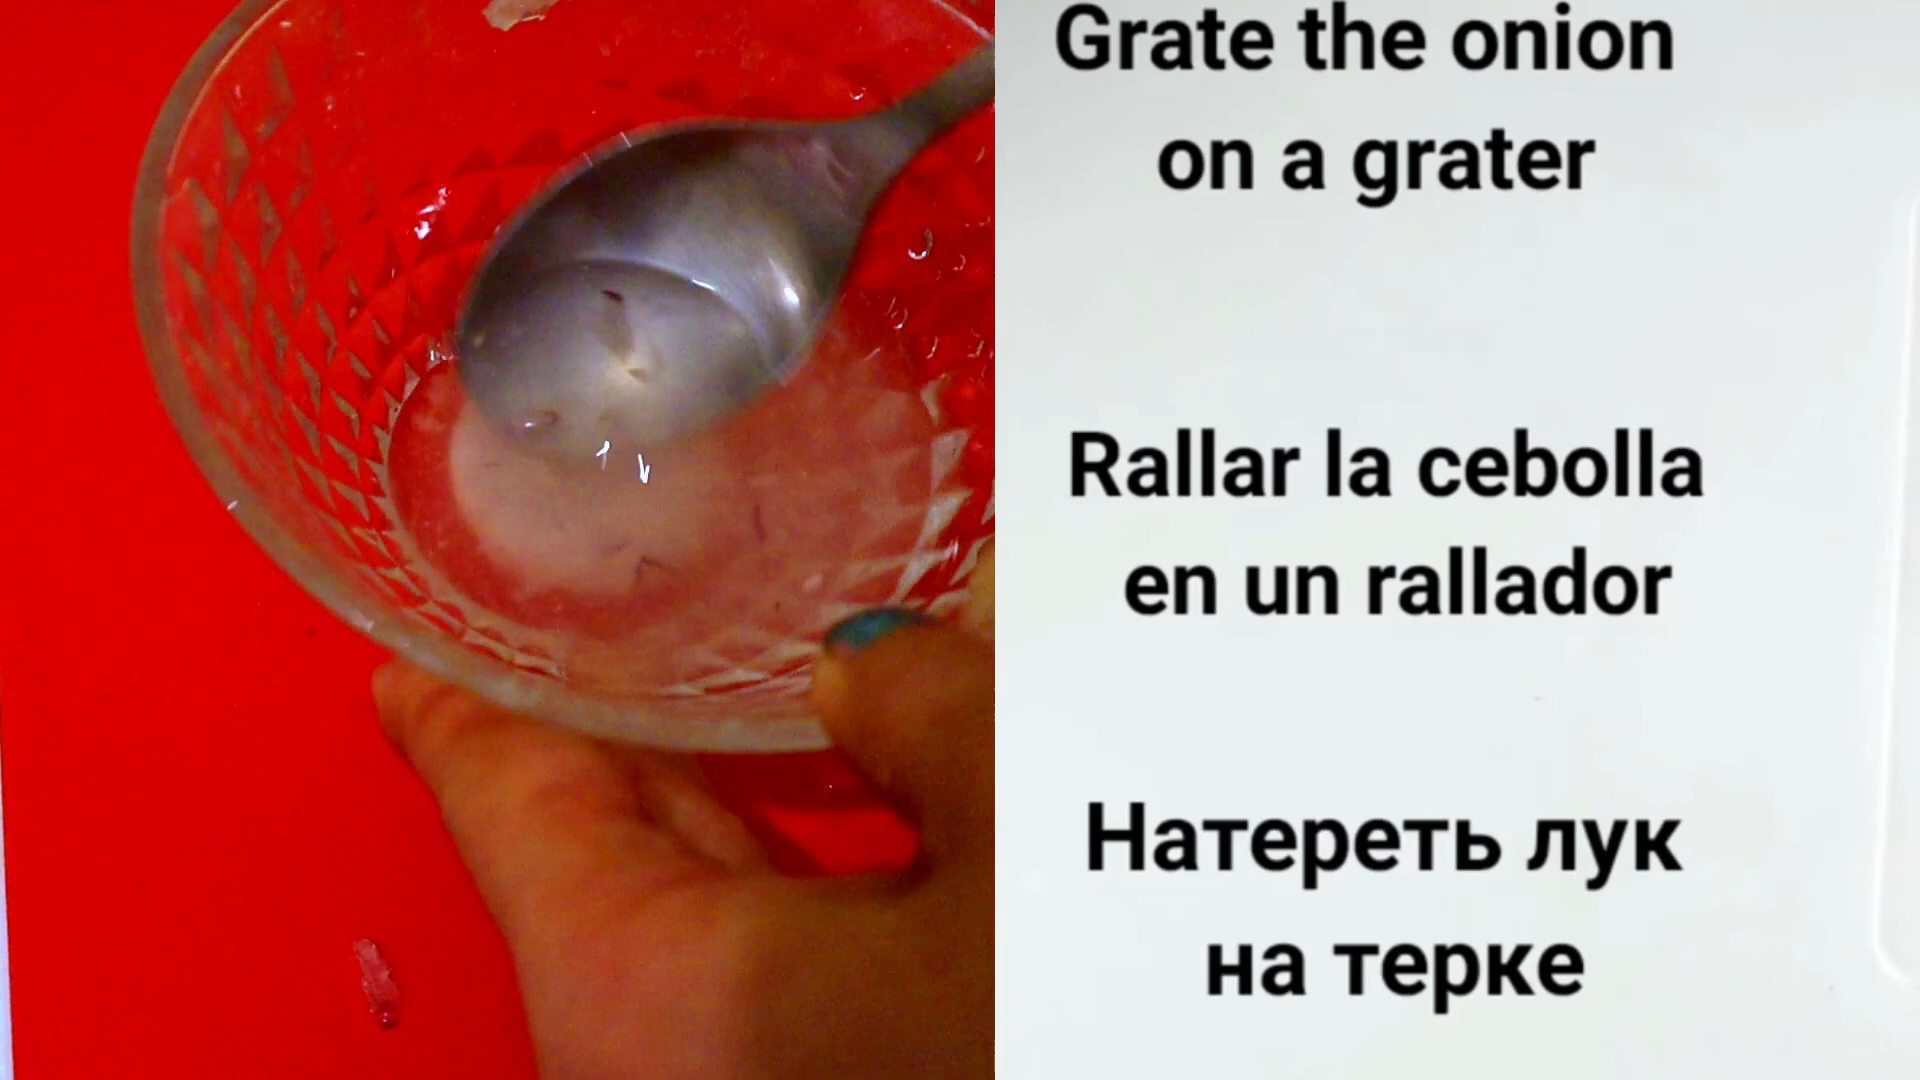 Grate the onion
on a grater
Rallar la cebolla
en un rallador
Натереть лук
на терке